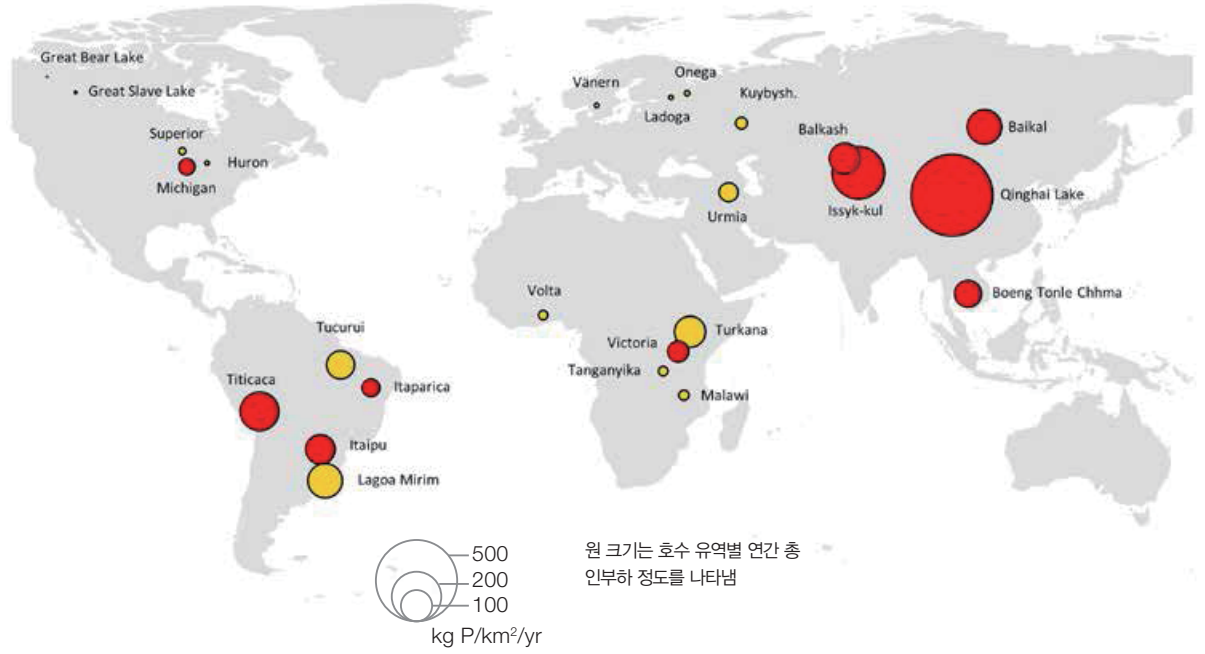 Great Bear Lake
Great Slave Lake
Superior
Huron
Michigan
Vänern
Onega
Ladoga
Kuybysh.
Balkash
Baikal
Issyk-kul
Qinghai Lake
Urmia
Boeng Tonle Chhma
Volta
Turkana
Victoria
Tanganyika
Malawi
Tucurui
Titicaca
Itaparica
Itaipu
Lagoa Mirim
500
200
100
kg P/km²/yr
원 크기는 호수 유역별 연간 총
인부하 정도를 나타냄